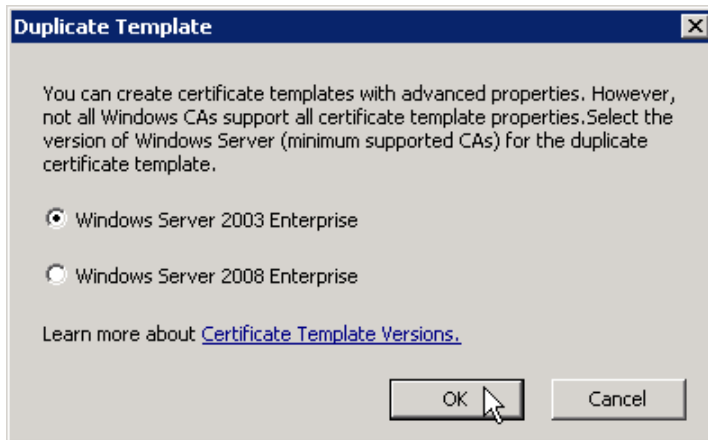 Duplicate Template
You can create certificate templates with advanced properties. However,
not all Windows CAs support all certificate template properties.Select the
version of Windows Server (minimum supported CAs) for the duplicate
certificate template.
Windows Server 2003 Enterprise
Windows Server 2008 Enterprise
Learn more about Certificate Template Versions.
OK Cancel